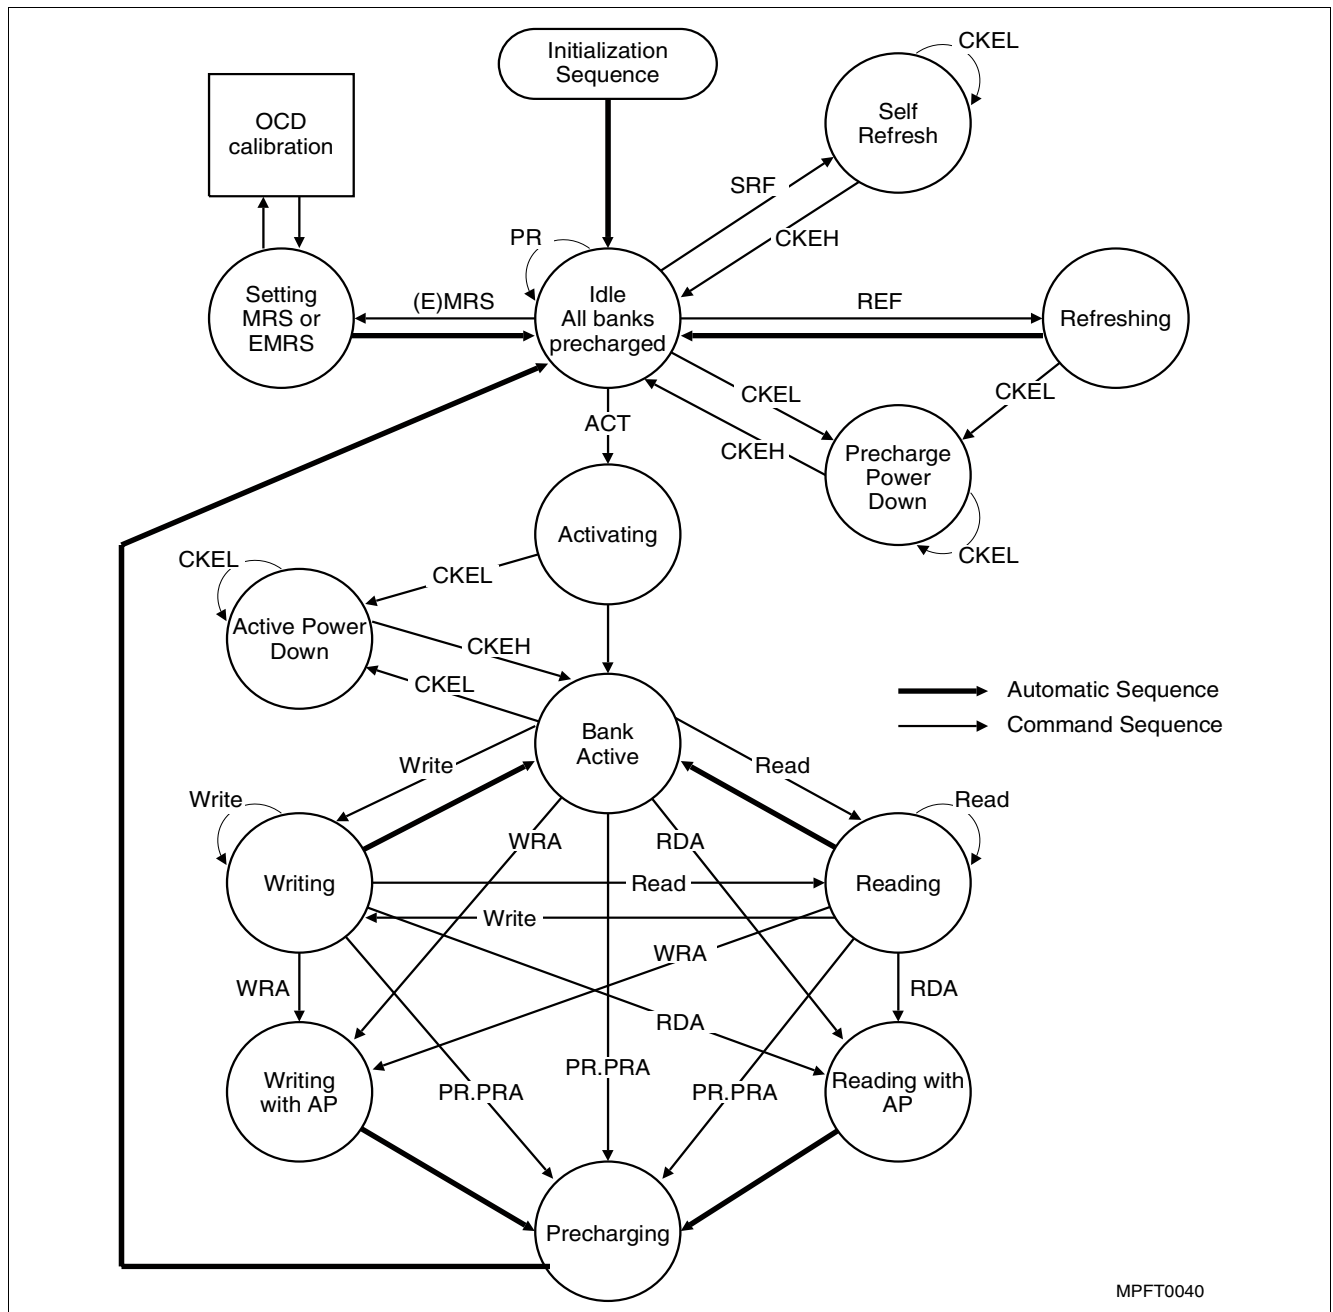 Initialization
Sequence
CKEL
Self
Refresh
OCD
calibration
SRF
CKEH
PR
Setting
MRS or
EMRS
(E)MRS
Idle
All banks
precharged
REF
Refreshing
CKEL
CKEL
ACT
CKEH
Precharge
Power
Down
CKEL
Activating
CKEL
CKEL
Active Power
Down
CKEH
CKEL
Automatic Sequence
Command Sequence
Bank
Active
Write
Read
Write
Read
WRA
RDA
Writing
Read
Reading
Write
WRA
WRA
RDA
RDA
PR.PRA
Writing
with AP
PR.PRA
PR.PRA
Reading with
AP
Precharging
MPFT0040